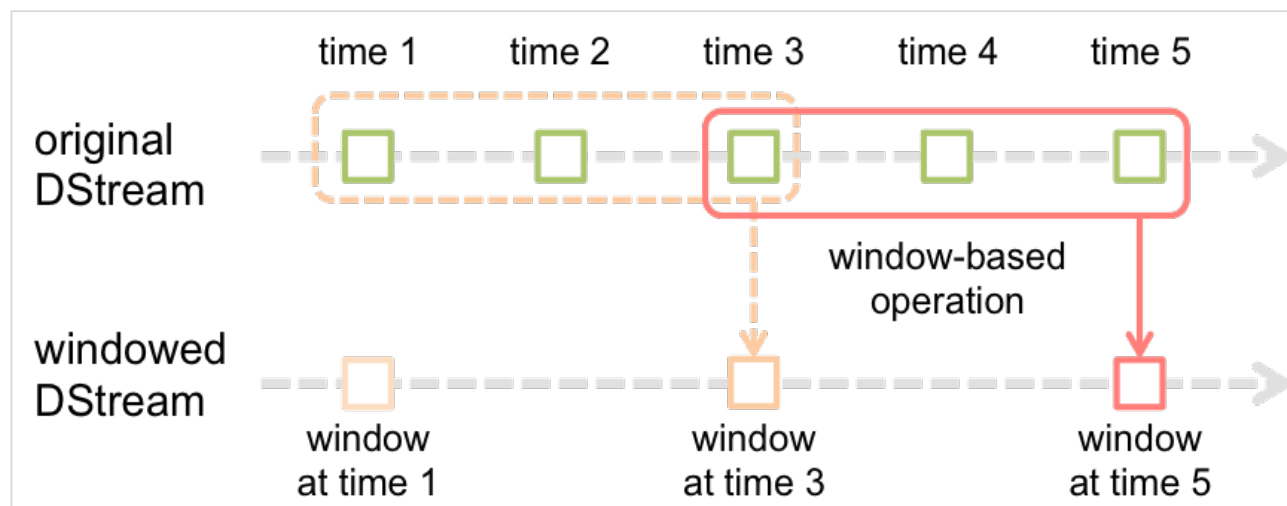 time 1
time 2
time 3
time 4
time 5
original
DStream
window-based
operation
windowed
DStream
window
at time 1
window
at time 3
window
at time 5